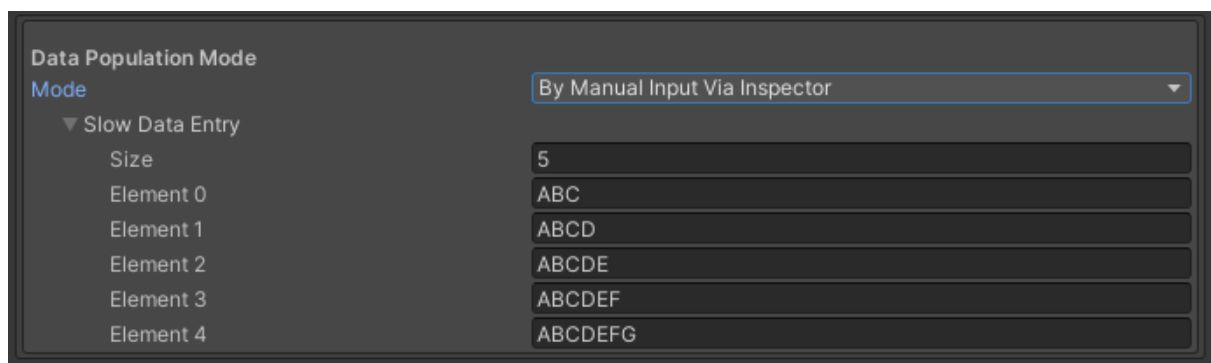 Data Population Mode
Mode By Manual Input Via Inspector
Slow Data Entry
Size 5
Element 0 ABC
Element 1 ABCD
Element 2 ABCDE
Element 3 ABCDEF
Element 4 ABCDEFG